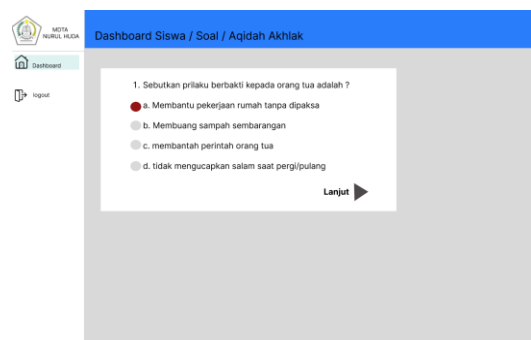 MDTA
NURUL HUDA
Dashboard Siswa / Soal / Aqidah Akhlak
Dashboard
logout
1. Sebutkan prilaku berbakti kepada orang tua adalah ?
a. Membantu pekerjaan rumah tanpa dipaksa
b. Membuang sampah sembarangan
c. membantah perintah orang tua
d. tidak mengucapkan salam saat pergi/pulang
Lanjut